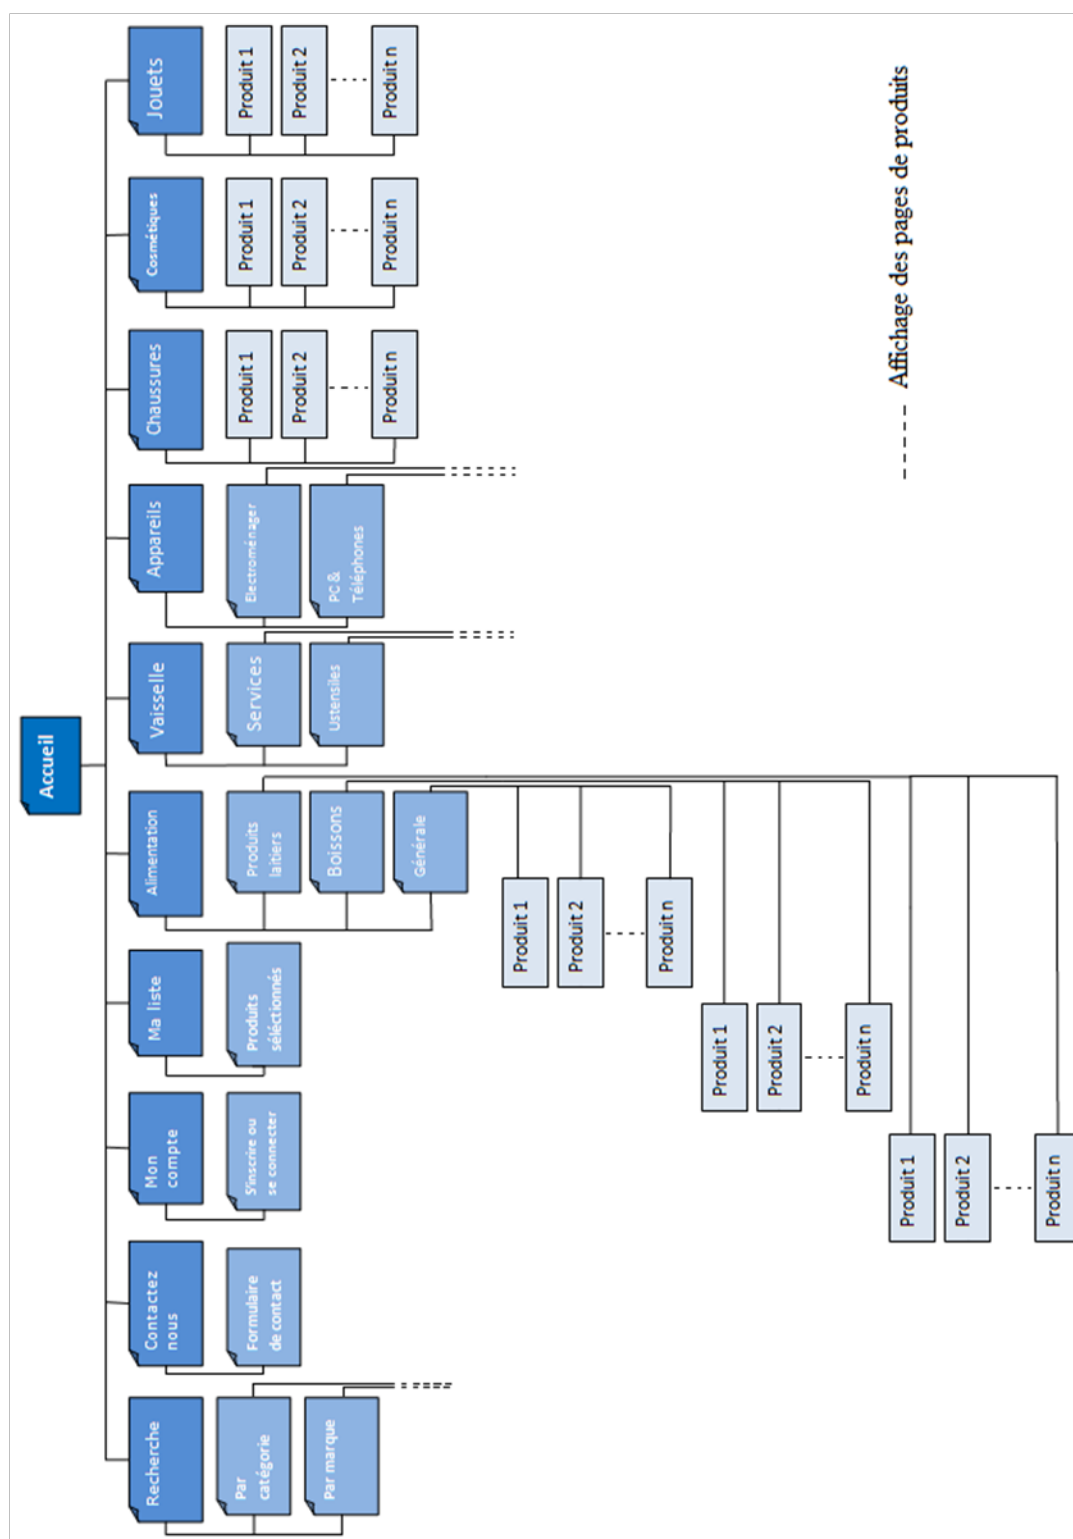 Accueil
Recherche
Contactez
nous
Mon
compte
Ma liste
Alimentation
Vaisselle
Appareils
Chaussures
Cosmétiques
Jouets
Par
catégorie
Par marque
Formulaire
de contact
S'inscrire ou
se connecter
Produits
séléctionnés
Produits
laitiers
Boissons
Générale
Services
Ustensiles
Electroménager
PC &
Téléphones
Produit 1
Produit 2
Produit n
Produit 1
Produit 2
Produit n
Produit 1
Produit 2
Produit n
Produit 1
Produit 2
Produit n
Produit 1
Produit 2
Produit n
Produit 1
Produit 2
Produit n
Affichage des pages de produits